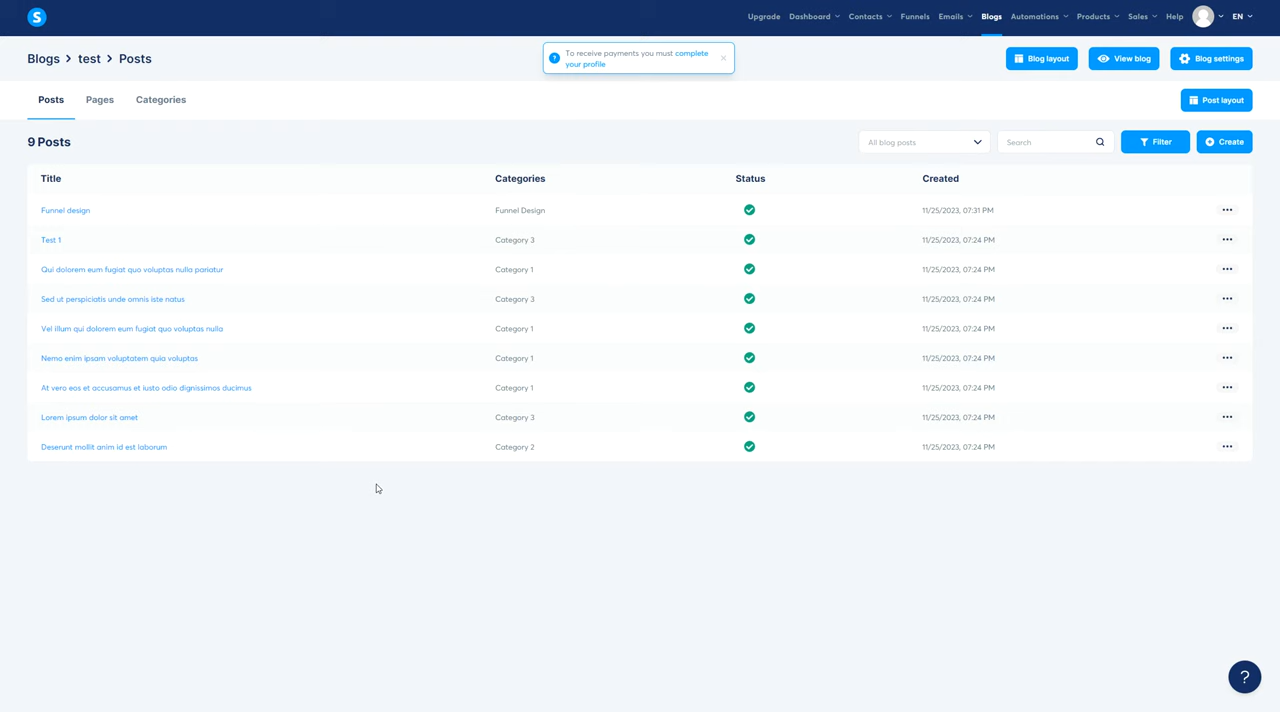 S
Upgrade Dashboard Contacts Funnels Emails Blogs Automations Products Sales Help EN
Blogs > test > Posts
To receive payments you must complete
your profile
Blog layout View blog Blog settings
Posts Pages Categories
Post layout
9 Posts
All blog posts
Search
Filter
Create
Title Categories Status Created
Funnel design Funnel Design 11/25/2023, 07:31 PM
Test 1 Category 3 11/25/2023, 07:24 PM
Qui dolorem eum fugiat quo voluptas nulla pariatur Category 1 11/25/2023, 07:24 PM
Sed ut perspiciatis unde omnis iste natus Category 3 11/25/2023, 07:24 PM
Vel illum qui dolorem eum fugiat quo voluptas nulla Category 1 11/25/2023, 07:24 PM
Nemo enim ipsam voluptatem quia voluptas Category 1 11/25/2023, 07:24 PM
At vero eos et accusamus et iusto odio dignissimos ducimus Category 1 11/25/2023, 07:24 PM
Lorem ipsum dolor sit amet Category 3 11/25/2023, 07:24 PM
Deserunt mollit anim id est laborum Category 2 11/25/2023, 07:24 PM
?